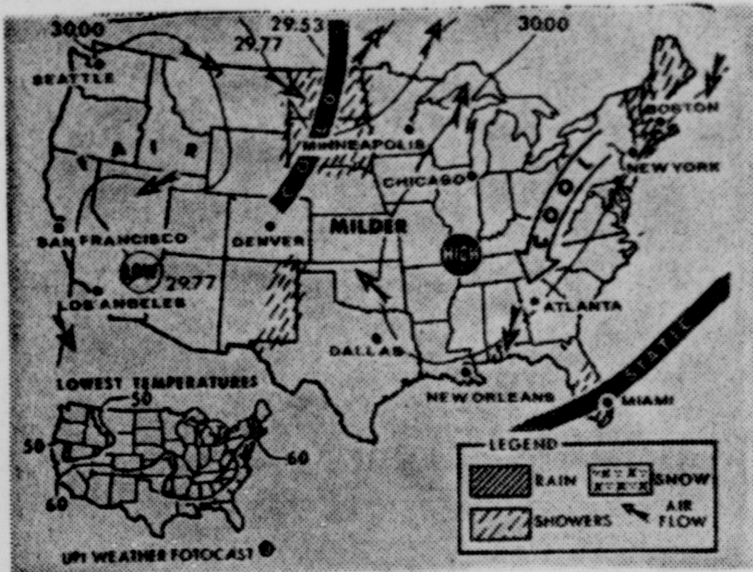 30.00
29.77
29.53
30.00
SEATTLE
FAIR
MINNEAPOLIS
BOSTON
NEW YORK
CHICAGO
COOL
SAN FRANCISCO
DENVER
MILDER
HIGH
LOW
29.77
LOS ANGELES
ATLANTA
DALLAS
STATIC
NEW ORLEANS
MIAMI
LOWEST TEMPERATURES
50
50
60
60
LEGEND
RAIN
SNOW
SHOWERS
AIR
FLOW
UPI WEATHER FOTOCAST